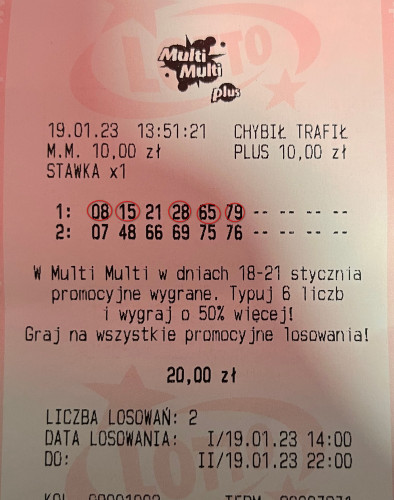 LOTTO
Multi
Multi
plus
19.01.23 13:51:21 CHYBIŁ TRAFIŁ
M.M. 10,00 zł PLUS 10,00 zł
STAWKA x1
1: 08 15 21 28 65 79 -- -- -- --
2: 07 48 66 69 75 76 -- -- -- --
W Multi Multi w dniach 18-21 stycznia
promocyjne wygrane. Typuj 6 liczb
i wygraj o 50% więcej!
Graj na wszystkie promocyjne losowania!
20,00 zł
LICZBA LOSOWAŃ: 2
DATA LOSOWANIA: I/19.01.23 14:00
DO: II/19.01.23 22:00